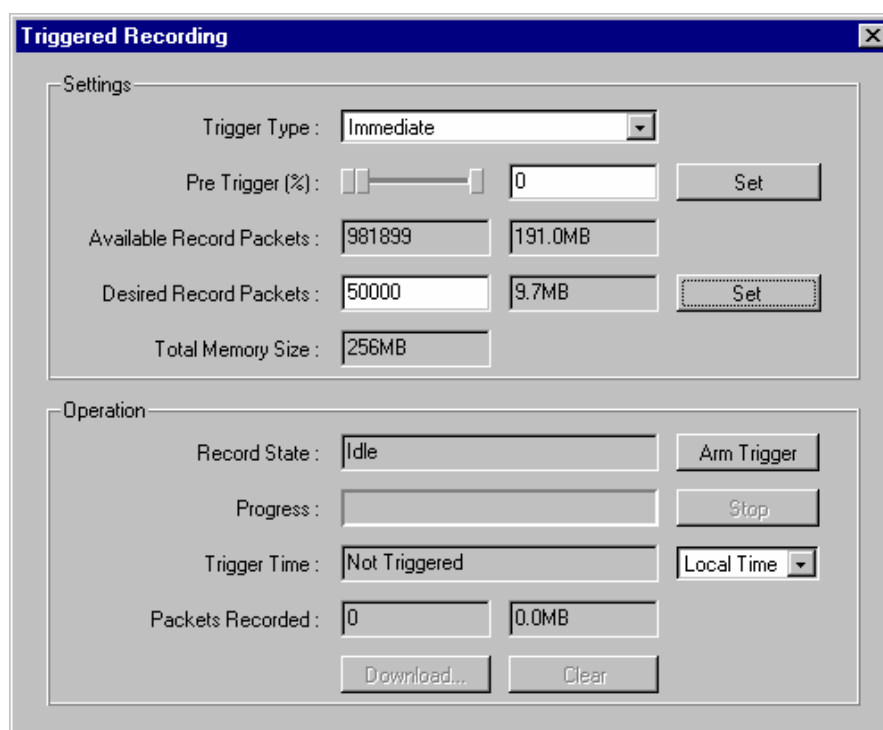 Triggered Recording
Settings
Trigger Type : Immediate
Pre Trigger (%) : 0 Set
Available Record Packets : 981899 191.0MB
Desired Record Packets : 50000 9.7MB Set
Total Memory Size : 256MB
Operation
Record State : Idle Arm Trigger
Progress : Stop
Trigger Time : Not Triggered Local Time
Packets Recorded : 0 0.0MB
Download... Clear